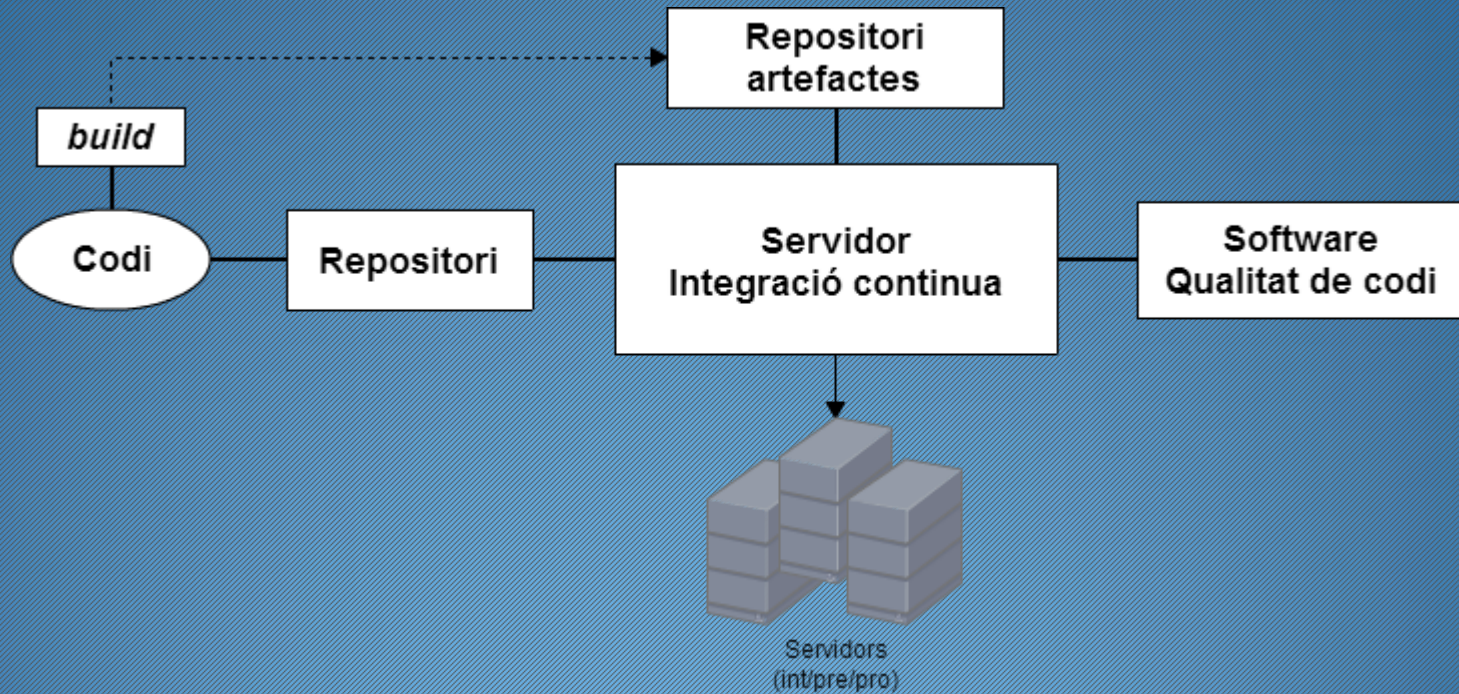 Repositori
artefactes
build
Codi
Repositori
Servidor
Integració continua
Software
Qualitat de codi
Servidors
(int/pre/pro)